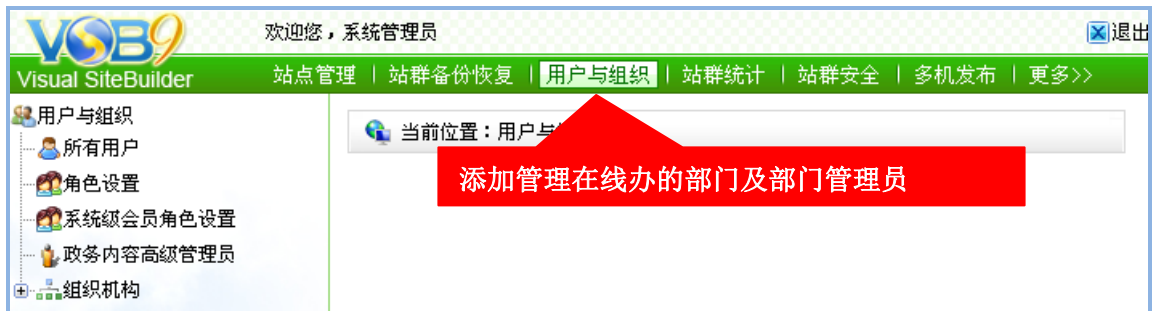 VSB9
Visual SiteBuilder
欢迎您，系统管理员
退出
站点管理 | 站群备份恢复 | 用户与组织 | 站群统计 | 站群安全 | 多机发布 | 更多>>
用户与组织
所有用户
角色设置
系统级会员角色设置
政务内容高级管理员
组织机构
当前位置：用户与
添加管理在线办的部门及部门管理员